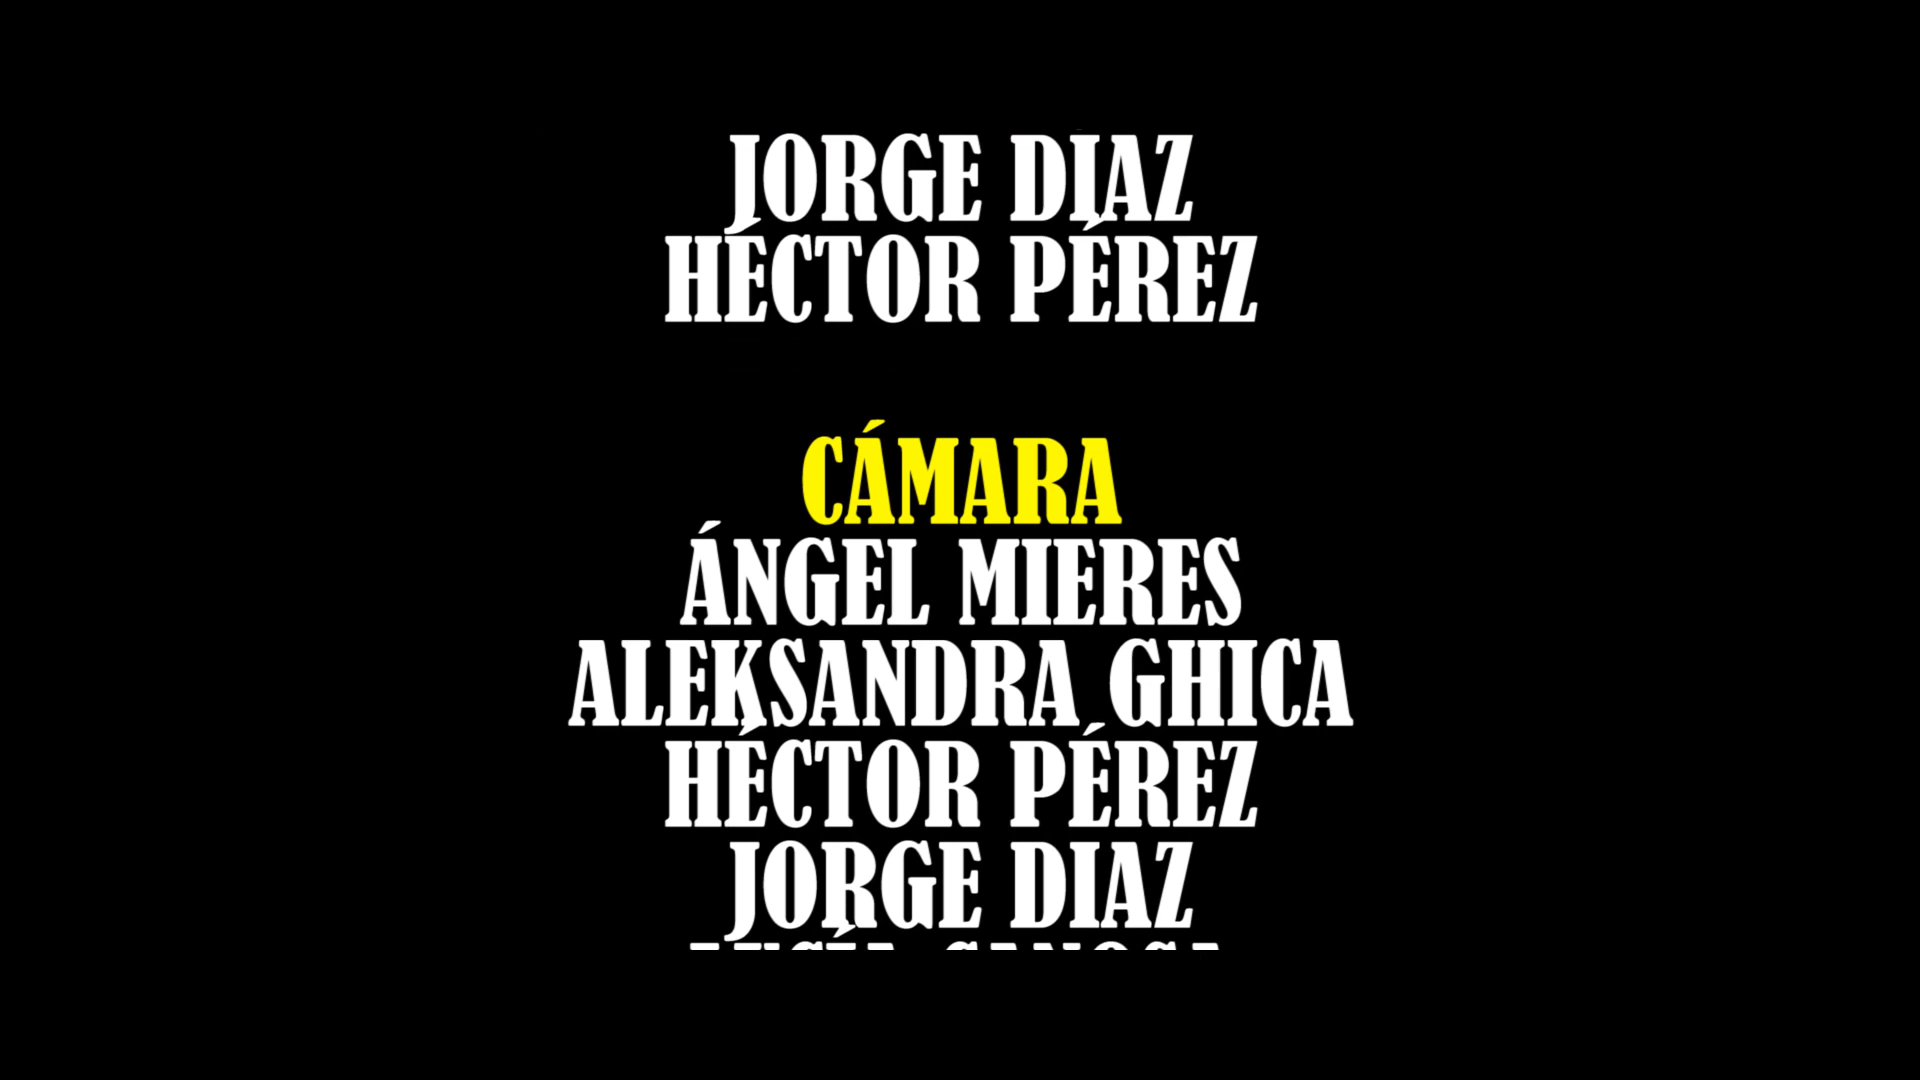 JORGE DIAZ
HÉCTOR PÉREZ
CÁMARA
ÁNGEL MIERES
ALEKSANDRA GHICA
HÉCTOR PÉREZ
JORGE DIAZ